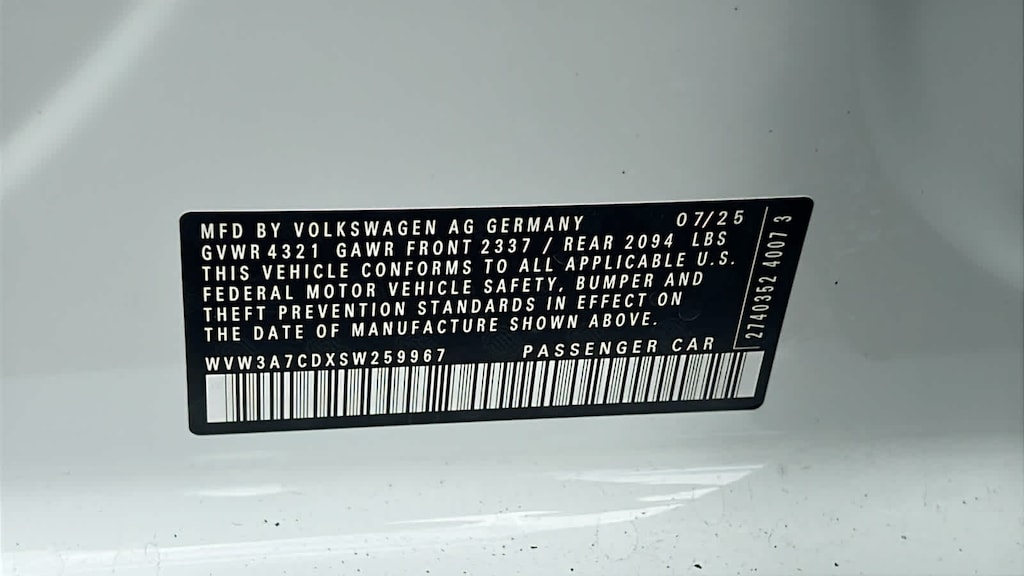 MFD BY VOLKSWAGEN AG GERMANY 07/25
GVWR 4321 GAWR FRONT 2337 / REAR 2094 LBS
THIS VEHICLE CONFORMS TO ALL APPLICABLE U.S.
FEDERAL MOTOR VEHICLE SAFETY, BUMPER AND
THEFT PREVENTION STANDARDS IN EFFECT ON
THE DATE OF MANUFACTURE SHOWN ABOVE.
WVW3A7CDXSW259967 PASSENGER CAR
2740352 4007 3